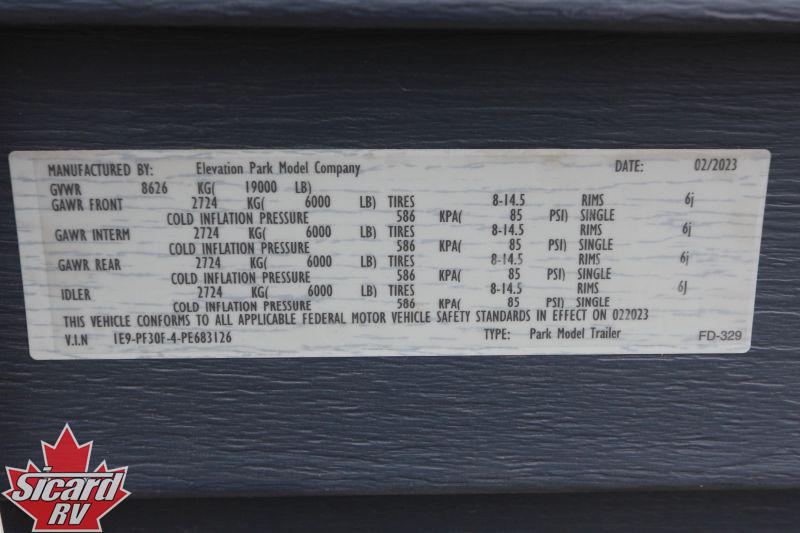 MANUFACTURED BY: Elevation Park Model Company DATE: 02/2023
GVWR 8626 KG( 19000 LB)
GAWR FRONT 2724 KG( 6000 LB) TIRES 8-14.5 RIMS 6j
COLD INFLATION PRESSURE 586 KPA( 85 PSI) SINGLE
GAWR INTERM 2724 KG( 6000 LB) TIRES 8-14.5 RIMS 6j
COLD INFLATION PRESSURE 586 KPA( 85 PSI) SINGLE
GAWR REAR 2724 KG( 6000 LB) TIRES 8-14.5 RIMS 6j
COLD INFLATION PRESSURE 586 KPA( 85 PSI) SINGLE
IDLER 2724 KG( 6000 LB) TIRES 8-14.5 RIMS 6J
COLD INFLATION PRESSURE 586 KPA( 85 PSI) SINGLE
THIS VEHICLE CONFORMS TO ALL APPLICABLE FEDERAL MOTOR VEHICLE SAFETY STANDARDS IN EFFECT ON 022023
V.I.N 1E9-PF30F-4-PE683126 TYPE: Park Model Trailer FD-329
Sicard
RV